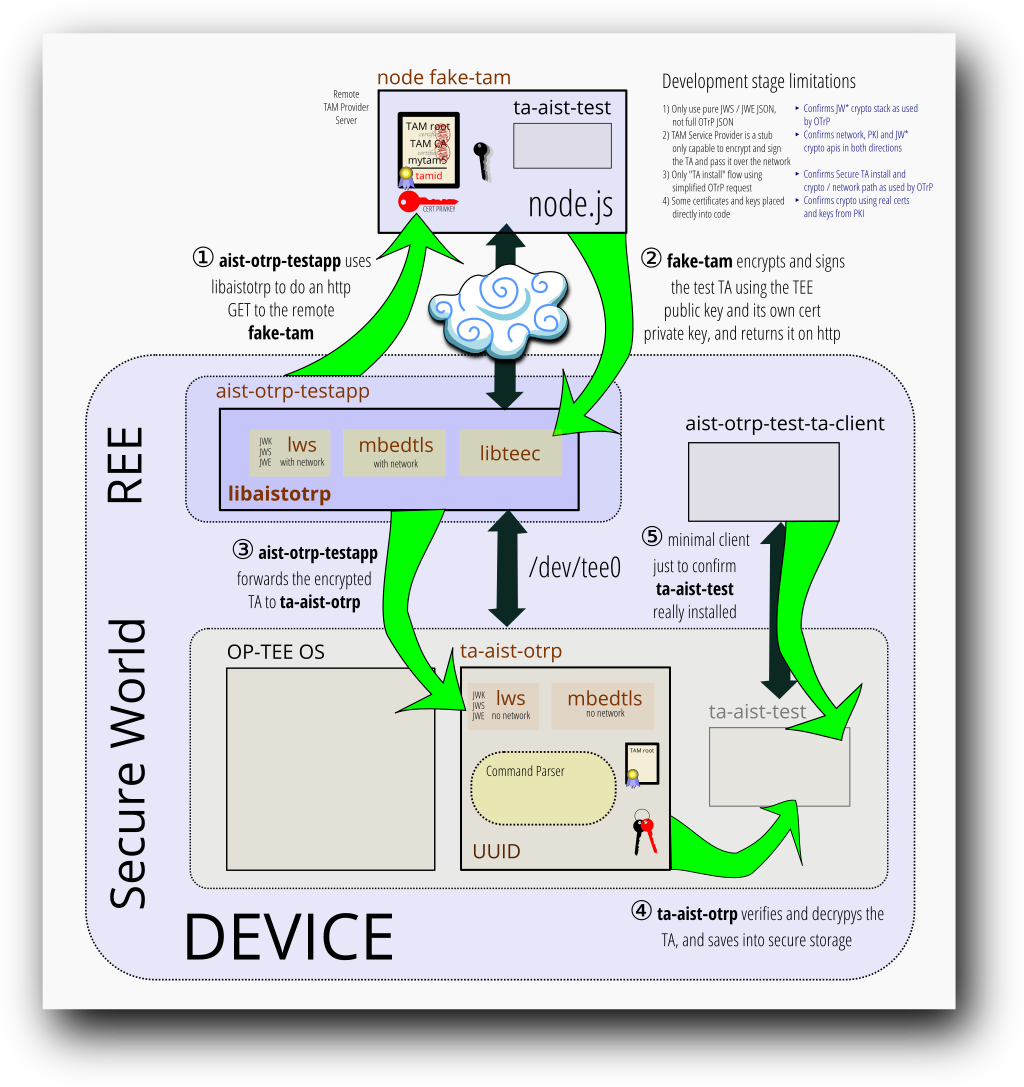 node fake-tam
Remote
TAM Provider
Server
TAM root
TAM CA
mytams
tamid
CERT PRIVKEY
ta-aist-test
node.js
Development stage limitations
1) Only use pure JWS / JWE JSON,
not full OTrP JSON
2) TAM Service Provider is a stub
only capable to encrypt and sign
the TA and pass it over the network
3) Only "TA install" flow using
simplified OTrP request
4) Some certificates and keys placed
directly into code
‣ Confirms JW* crypto stack as used
by OTrP
‣ Confirms network, PKI and JW*
crypto apis in both directions
‣ Confirms Secure TA install and
crypto / network path as used by OTrP
‣ Confirms crypto using real certs
and keys from PKI
① aist-otrp-testapp uses
libaistotrp to do an http
GET to the remote
fake-tam
② fake-tam encrypts and signs
the test TA using the TEE
public key and its own cert
private key, and returns it on http
REE
aist-otrp-testapp
JWK
JWS
JWE
lws
with network
mbedtls
with network
libteec
libaistotrp
aist-otrp-test-ta-client
③ aist-otrp-testapp
forwards the encrypted
TA to ta-aist-otrp
/dev/tee0
⑤ minimal client
just to confirm
ta-aist-test
really installed
Secure World
OP-TEE OS
ta-aist-otrp
JWK
JWS
JWE
lws
no network
mbedtls
no network
TAM root
Command Parser
UUID
ta-aist-test
④ ta-aist-otrp verifies and decrypys the
TA, and saves into secure storage
DEVICE